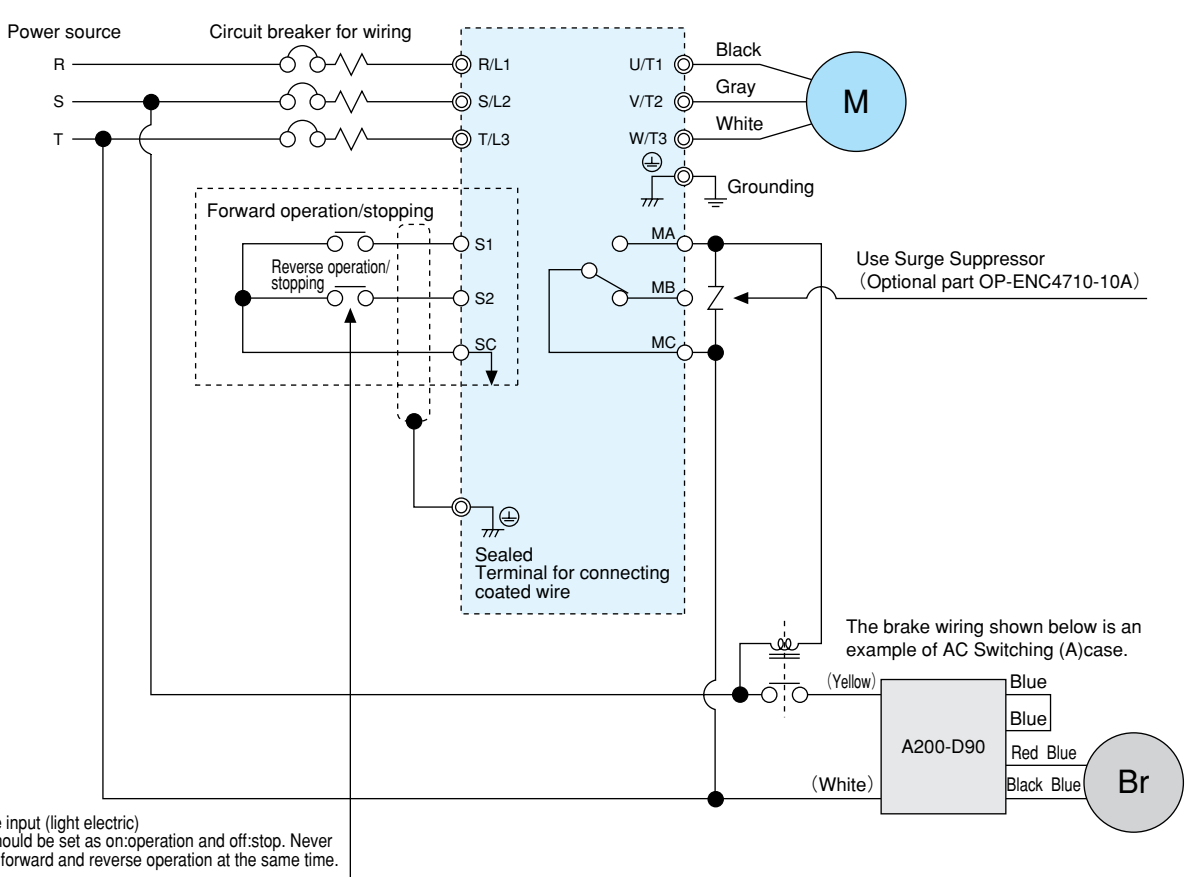 Power source
Circuit breaker for wiring
R
S
T
R/L1
S/L2
T/L3
U/T1
V/T2
W/T3
Black
Gray
White
M
Grounding
Forward operation/stopping
S1
Reverse operation/
stopping
S2
SC
MA
MB
MC
Use Surge Suppressor
(Optional part OP-ENC4710-10A)
Sealed
Terminal for connecting
coated wire
The brake wiring shown below is an
example of AC Switching (A)case.
(Yellow)
Blue
Blue
A200-D90
Red Blue
(White)
Black Blue
Br
input (light electric)
should be set as on:operation and off:stop. Never
forward and reverse operation at the same time.